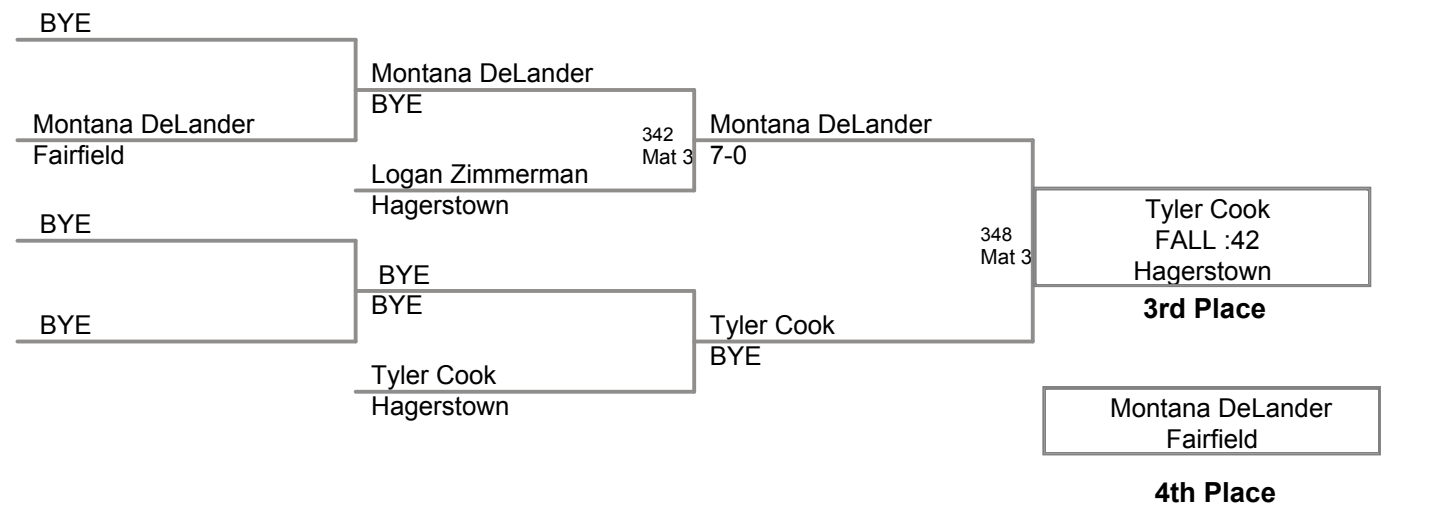 BYE
Montana DeLander
BYE
Montana DeLander
Fairfield
342
Mat 3
Montana DeLander
7-0
Logan Zimmerman
Hagerstown
BYE
348
Mat 3
Tyler Cook
FALL :42
Hagerstown
3rd Place
BYE
BYE
BYE
Tyler Cook
BYE
Tyler Cook
Hagerstown
Montana DeLander
Fairfield
4th Place